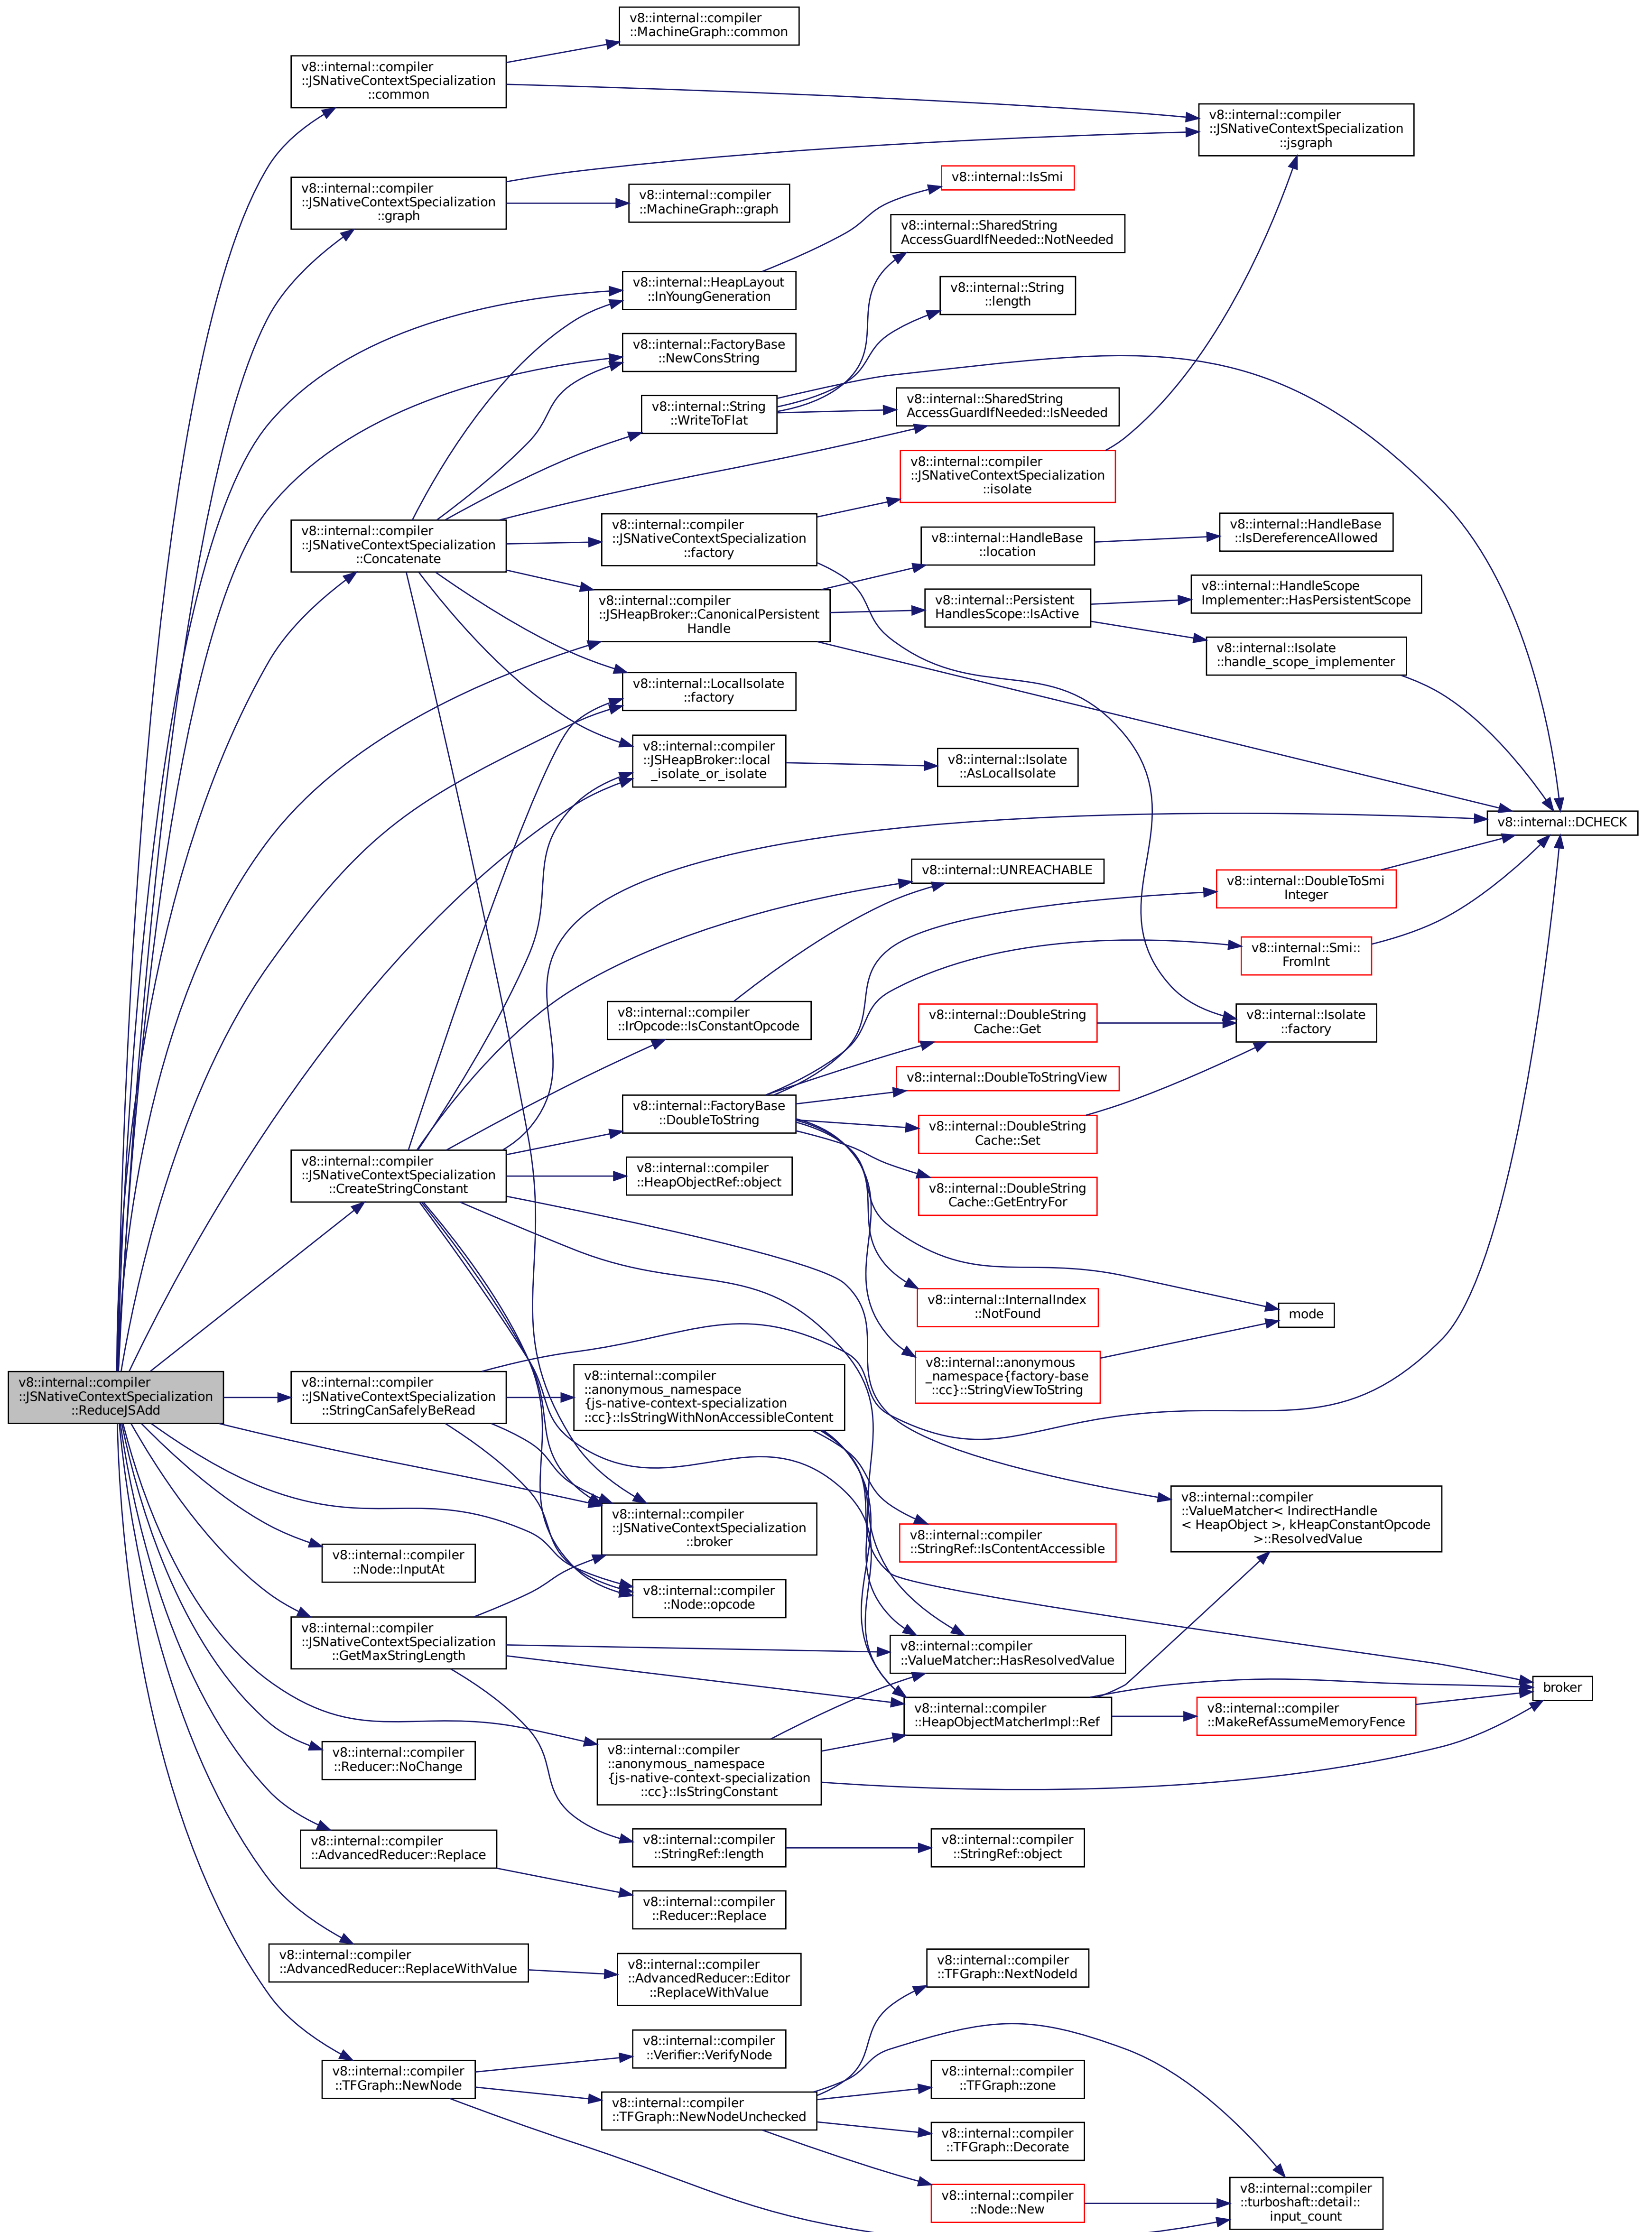 v8::internal::compiler
::MachineGraph::common
v8::internal::compiler
::JSNativeContextSpecialization
::common
v8::internal::compiler
::JSNativeContextSpecialization
::jsgraph
v8::internal::IsSmi
v8::internal::compiler
::JSNativeContextSpecialization
::graph
v8::internal::compiler
::MachineGraph::graph
v8::internal::SharedString
AccessGuardIfNeeded::NotNeeded
v8::internal::HeapLayout
::InYoungGeneration
v8::internal::String
::length
v8::internal::FactoryBase
::NewConsString
v8::internal::String
::WriteToFlat
v8::internal::SharedString
AccessGuardIfNeeded::IsNeeded
v8::internal::compiler
::JSNativeContextSpecialization
::isolate
v8::internal::compiler
::JSNativeContextSpecialization
::Concatenate
v8::internal::compiler
::JSNativeContextSpecialization
::factory
v8::internal::HandleBase
::location
v8::internal::HandleBase
::IsDereferenceAllowed
v8::internal::compiler
::JSHeapBroker::CanonicalPersistent
Handle
v8::internal::Persistent
HandlesScope::IsActive
v8::internal::HandleScope
Implementer::HasPersistentScope
v8::internal::Isolate
::handle_scope_implementer
v8::internal::LocalIsolate
::factory
v8::internal::compiler
::JSHeapBroker::local
_isolate_or_isolate
v8::internal::Isolate
::AsLocalIsolate
v8::internal::DCHECK
v8::internal::UNREACHABLE
v8::internal::DoubleToSmi
Integer
v8::internal::Smi::
FromInt
v8::internal::compiler
::IrOpcode::IsConstantOpcode
v8::internal::DoubleString
Cache::Get
v8::internal::Isolate
::factory
v8::internal::DoubleToStringView
v8::internal::FactoryBase
::DoubleToString
v8::internal::DoubleString
Cache::Set
v8::internal::compiler
::JSNativeContextSpecialization
::CreateStringConstant
v8::internal::compiler
::HeapObjectRef::object
v8::internal::DoubleString
Cache::GetEntryFor
v8::internal::InternalIndex
::NotFound
mode
v8::internal::anonymous
_namespace{factory-base
::cc}::StringViewToString
v8::internal::compiler
::JSNativeContextSpecialization
::ReduceJSAdd
v8::internal::compiler
::JSNativeContextSpecialization
::StringCanSafelyBeRead
v8::internal::compiler
::anonymous_namespace
{js-native-context-specialization
::cc}::IsStringWithNonAccessibleContent
v8::internal::compiler
::ValueMatcher< IndirectHandle
< HeapObject >, kHeapConstantOpcode
>::ResolvedValue
v8::internal::compiler
::JSNativeContextSpecialization
::broker
v8::internal::compiler
::StringRef::IsContentAccessible
v8::internal::compiler
::Node::InputAt
v8::internal::compiler
::Node::opcode
v8::internal::compiler
::JSNativeContextSpecialization
::GetMaxStringLength
v8::internal::compiler
::ValueMatcher::HasResolvedValue
broker
v8::internal::compiler
::HeapObjectMatcherImpl::Ref
v8::internal::compiler
::MakeRefAssumeMemoryFence
v8::internal::compiler
::Reducer::NoChange
v8::internal::compiler
::anonymous_namespace
{js-native-context-specialization
::cc}::IsStringConstant
v8::internal::compiler
::AdvancedReducer::Replace
v8::internal::compiler
::StringRef::length
v8::internal::compiler
::StringRef::object
v8::internal::compiler
::Reducer::Replace
v8::internal::compiler
::AdvancedReducer::ReplaceWithValue
v8::internal::compiler
::AdvancedReducer::Editor
::ReplaceWithValue
v8::internal::compiler
::TFGraph::NextNodeId
v8::internal::compiler
::Verifier::VerifyNode
v8::internal::compiler
::TFGraph::NewNode
v8::internal::compiler
::TFGraph::zone
v8::internal::compiler
::TFGraph::NewNodeUnchecked
v8::internal::compiler
::TFGraph::Decorate
v8::internal::compiler
::Node::New
v8::internal::compiler
::turboshaft::detail::
input_count